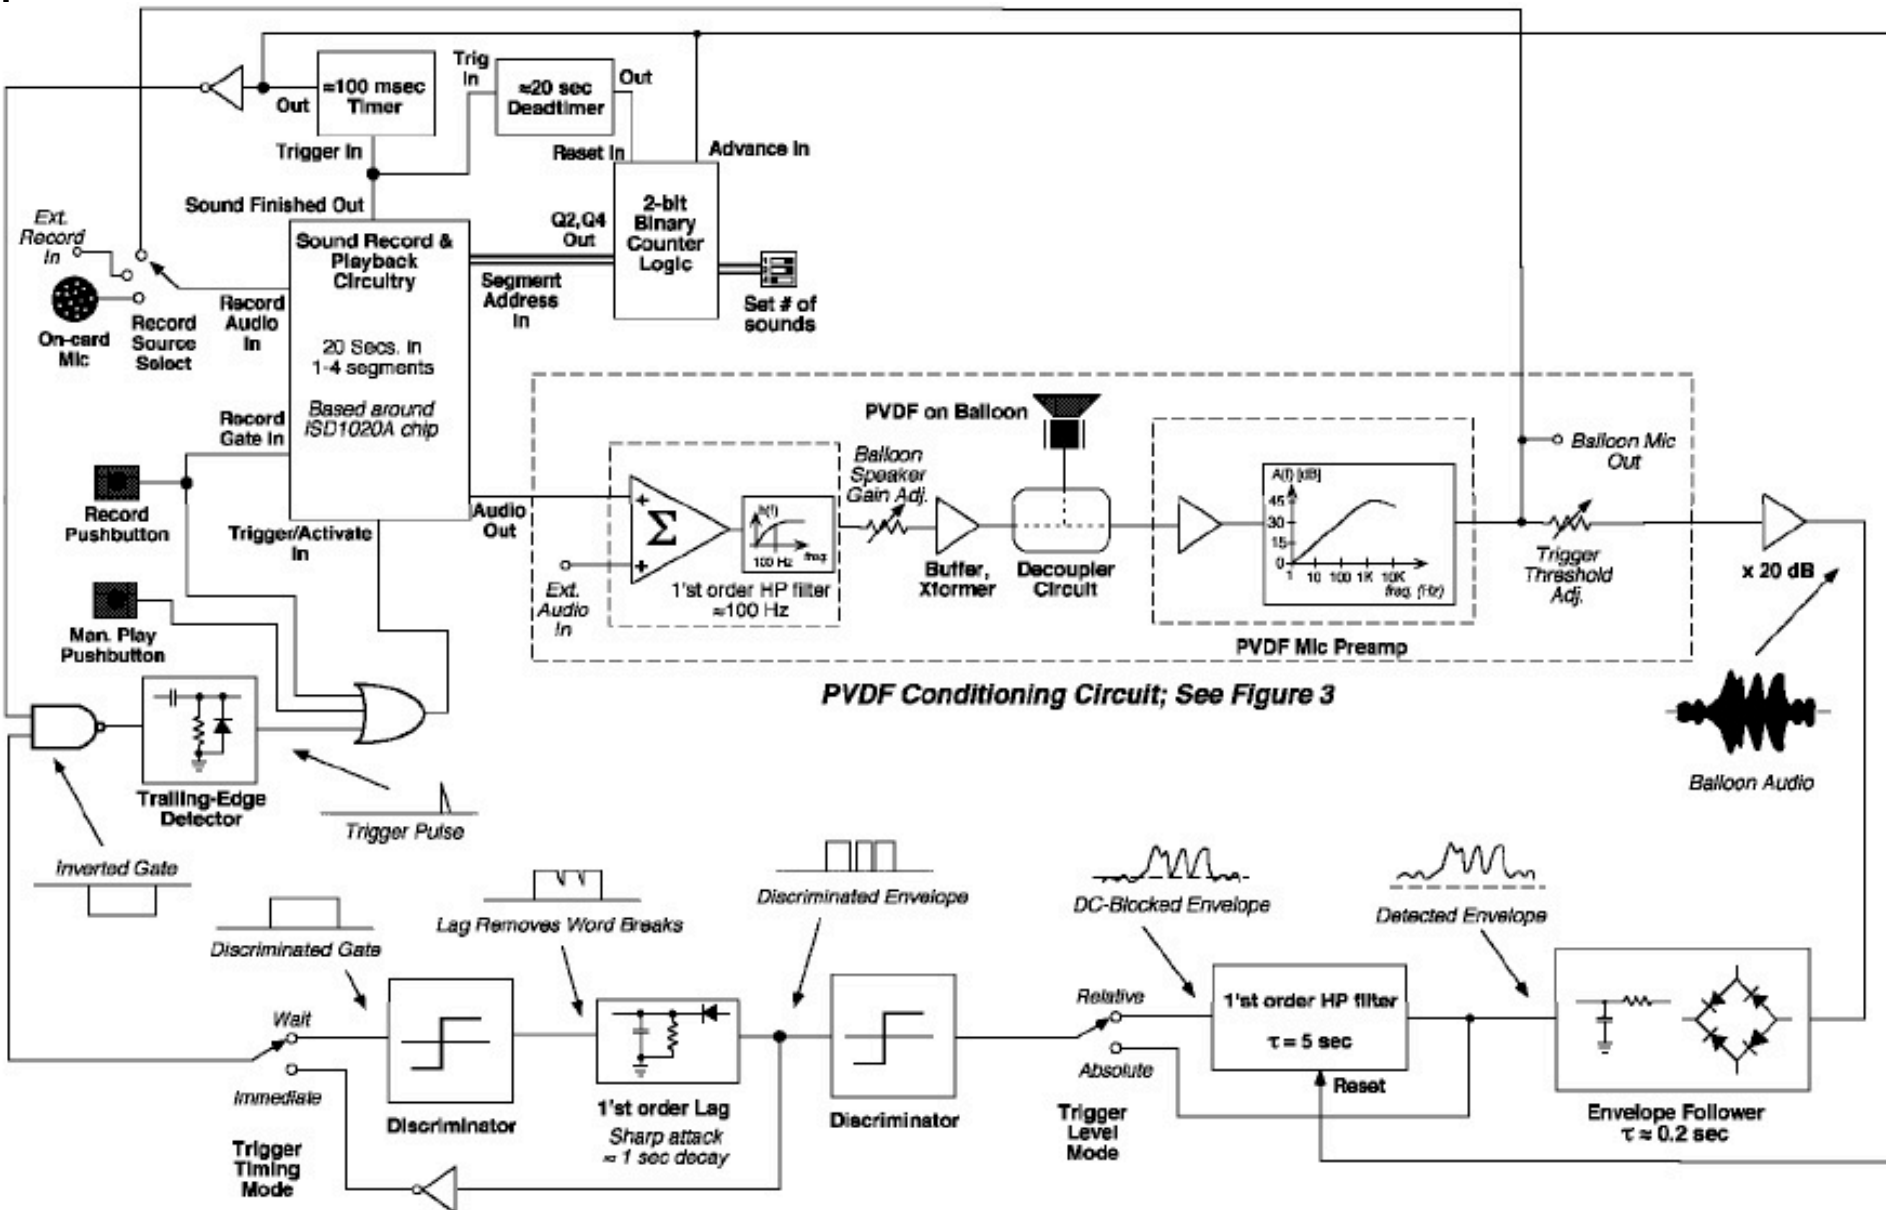 ≈100 msec
Timer
Out
Trigger In
Trig
In
≈20 sec
Deadtimer
Out
Reset In
Advance In
Sound Finished Out
Ext.
Record
In
On-card
Mic
Record
Source
Select
Record
Audio
In
Sound Record &
Playback
Circuitry
20 Secs. in
1-4 segments
Based around
ISD1020A chip
Q2,Q4
Out
Segment
Address
In
2-bit
Binary
Counter
Logic
Set # of
sounds
Record
Gate In
Record
Pushbutton
Trigger/Activate
In
Audio
Out
Man. Play
Pushbutton
Σ
+
+
Ext.
Audio
In
h(f)
100 Hz
freq.
1'st order HP filter
≈100 Hz
Balloon
Speaker
Gain Adj.
Buffer,
Xformer
PVDF on Balloon
Decoupler
Circuit
A(f) [dB]
45
30
15
0
1 10 100 1K 10K
freq. (Hz)
PVDF Mic Preamp
Balloon Mic
Out
Trigger
Threshold
Adj.
x 20 dB
PVDF Conditioning Circuit; See Figure 3
Balloon Audio
Trailing-Edge
Detector
Trigger Pulse
Inverted Gate
Discriminated Gate
Lag Removes Word Breaks
Discriminated Envelope
DC-Blocked Envelope
Detected Envelope
Wait
Immediate
Trigger
Timing
Mode
Discriminator
1'st order Lag
Sharp attack
≈ 1 sec decay
Discriminator
Relative
Absolute
Trigger
Level
Mode
1'st order HP filter
τ = 5 sec
Reset
Envelope Follower
τ ≈ 0.2 sec